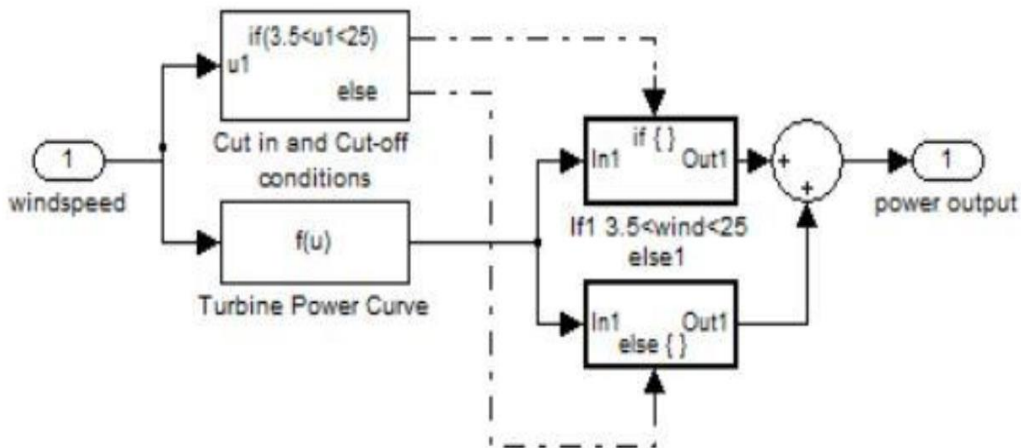 if(3.5<u1<25)
u1
else
Cut in and Cut-off
conditions
1
windspeed
f(u)
Turbine Power Curve
if { }
In1
Out1
If1 3.5<wind<25
else1
In1
Out1
else { }
+
+
1
power output